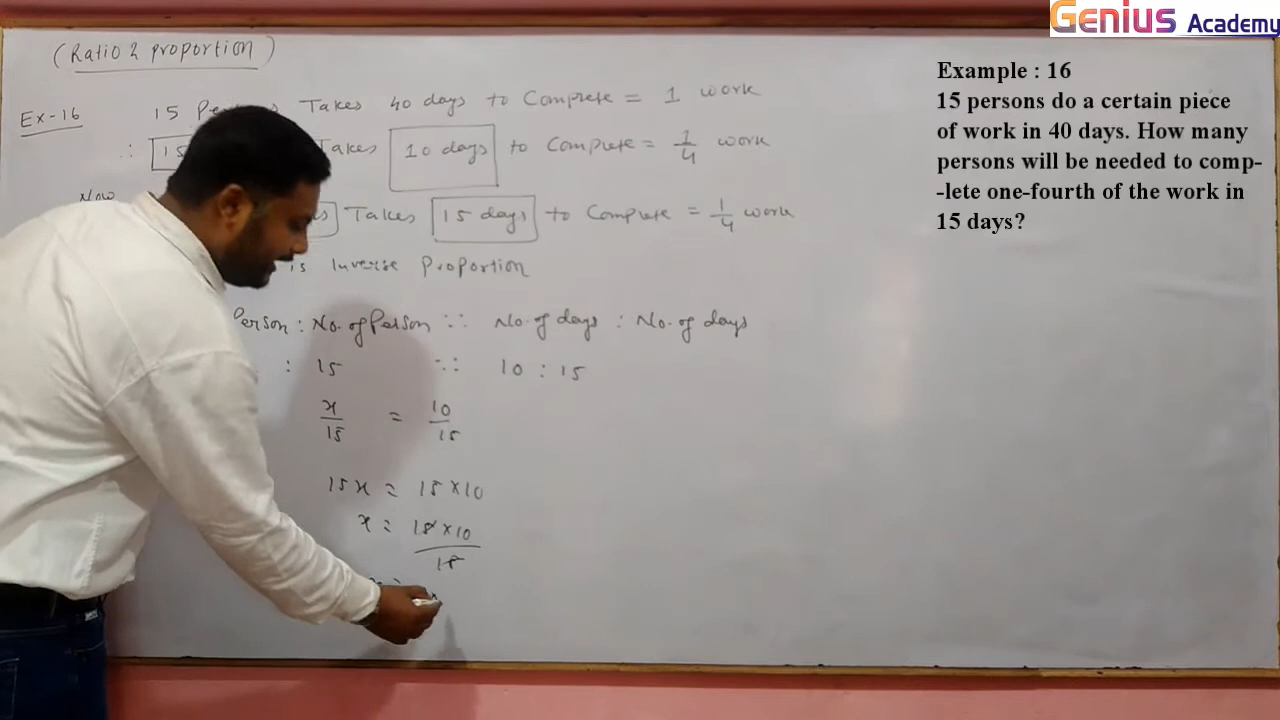 Genius Academy
(Ratio & proportion)
Ex-16 15 Takes 40 days to Complete = 1 work
∴ Takes 10 days to Complete = 1/4 work
Now
Takes 15 days to Complete = 1/4 work
is Inverse Proportion
Person : No. of Person :: No. of days : No. of days
: 15 :: 10 : 15
x/15 = 10/15
15x = 15 × 10
x = 15 × 10 / 15
Example : 16
15 persons do a certain piece
of work in 40 days. How many
persons will be needed to comp-
-lete one-fourth of the work in
15 days?